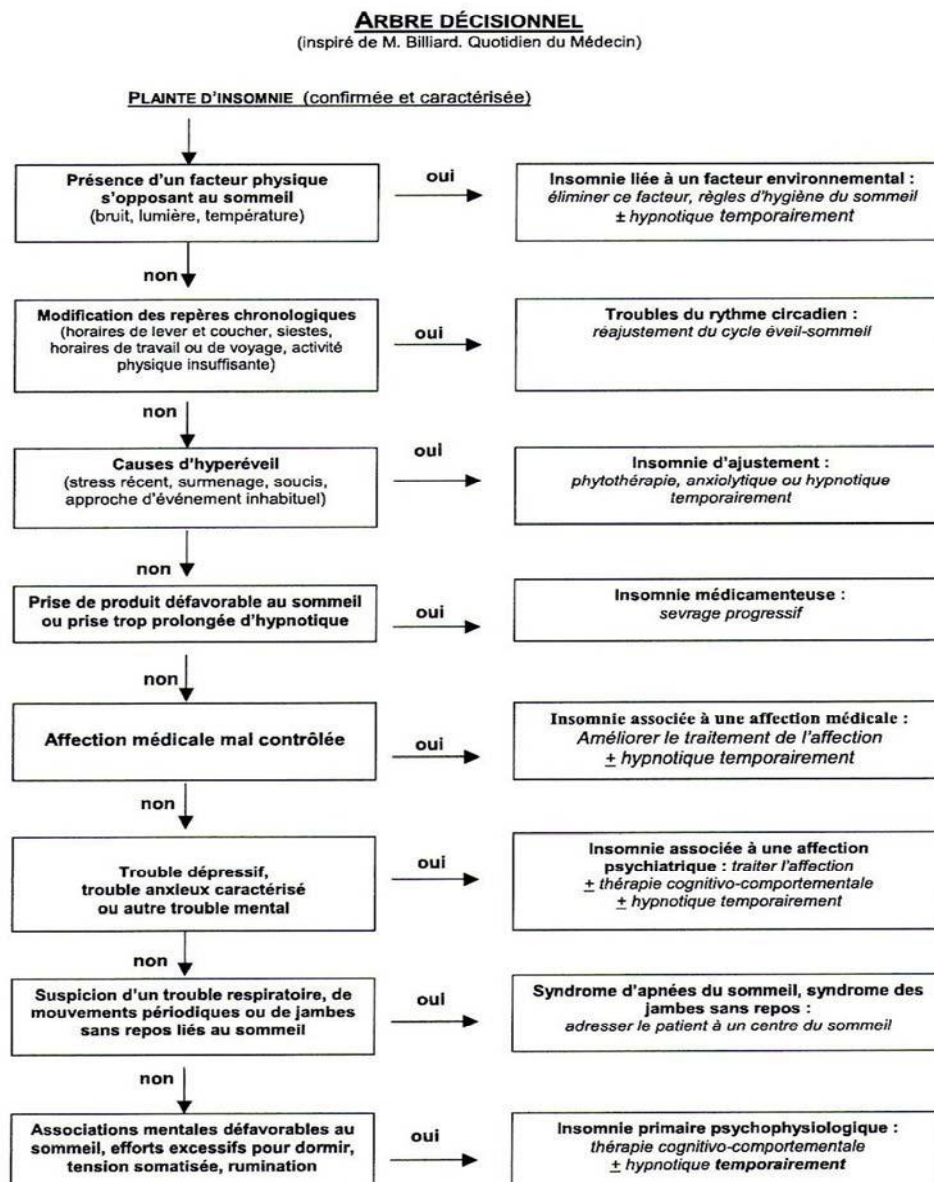 ARBRE DÉCISIONNEL
(inspiré de M. Billiard. Quotidien du Médecin)
PLAINTE D'INSOMNIE (confirmée et caractérisée)
Présence d'un facteur physique
s'opposant au sommeil
(bruit, lumière, température)
oui
Insomnie liée à un facteur environnemental :
éliminer ce facteur, règles d'hygiène du sommeil
± hypnotique temporairement
non
Modification des repères chronologiques
(horaires de lever et coucher, siestes,
horaires de travail ou de voyage, activité
physique insuffisante)
oui
Troubles du rythme circadien :
réajustement du cycle éveil-sommeil
non
Causes d'hyperéveil
(stress récent, surmenage, soucis,
approche d'événement inhabituel)
oui
Insomnie d'ajustement :
phytothérapie, anxiolytique ou hypnotique
temporairement
non
Prise de produit défavorable au sommeil
ou prise trop prolongée d'hypnotique
oui
Insomnie médicamenteuse :
sevrage progressif
non
Affection médicale mal contrôlée
oui
Insomnie associée à une affection médicale :
Améliorer le traitement de l'affection
± hypnotique temporairement
non
Trouble dépressif,
trouble anxieux caractérisé
ou autre trouble mental
oui
Insomnie associée à une affection
psychiatrique : traiter l'affection
± thérapie cognitivo-comportementale
± hypnotique temporairement
non
Suspicion d'un trouble respiratoire, de
mouvements périodiques ou de jambes
sans repos liés au sommeil
oui
Syndrome d'apnées du sommeil, syndrome des
jambes sans repos :
adresser le patient à un centre du sommeil
non
Associations mentales défavorables au
sommeil, efforts excessifs pour dormir,
tension somatisée, rumination
oui
Insomnie primaire psychophysiologique :
thérapie cognitivo-comportementale
± hypnotique temporairement